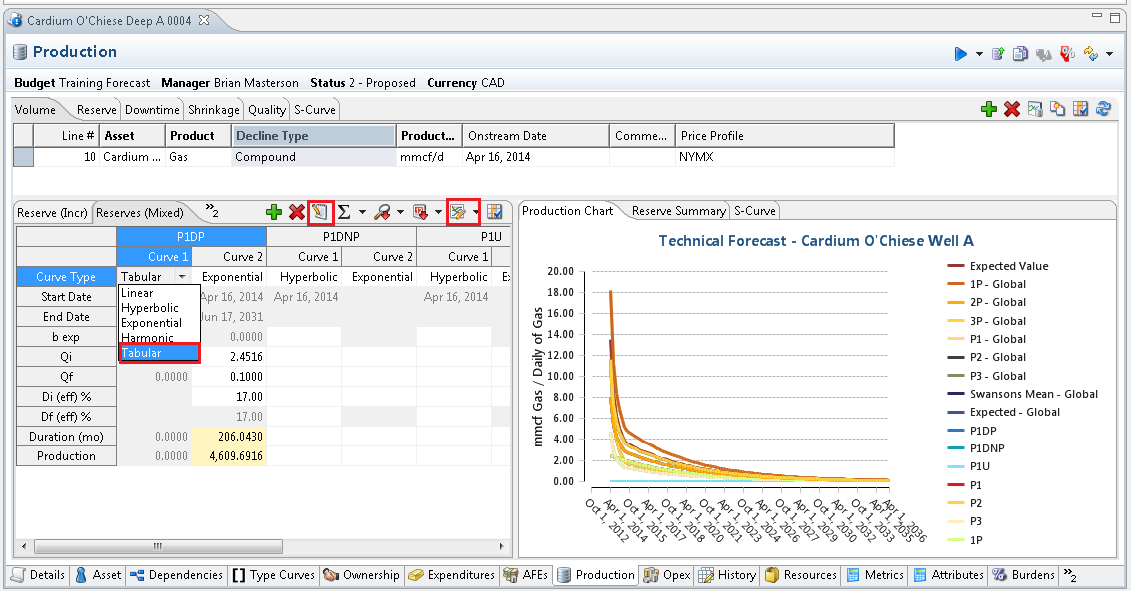 Cardium O'Chiese Deep A 0004
Production
Budget Training Forecast Manager Brian Masterson Status 2 - Proposed Currency CAD
Volume Reserve Downtime Shrinkage Quality S-Curve
Line # Asset Product Decline Type Product... Onstream Date Comme... Price Profile
10 Cardium ... Gas Compound mmcf/d Apr 16, 2014 NYMX
Reserve (Incr) Reserves (Mixed) »2
P1DP P1DNP P1U
Curve 1 Curve 2 Curve 1 Curve 2 Curve 1
Curve Type Tabular Exponential Hyperbolic Exponential Hyperbolic Ex
Start Date Apr 16, 2014 Apr 16, 2014 Apr 16, 2014
End Date Jun 17, 2031
b exp 0.0000
Qi 2.4516
Qf 0.0000 0.1000
Di (eff) % 17.00
Df (eff) % 17.00
Duration (mo) 0.0000 206.0430
Production 0.0000 4,609.6916
Linear
Hyperbolic
Exponential
Harmonic
Tabular
Production Chart Reserve Summary S-Curve
Technical Forecast - Cardium O'Chiese Well A
mmcf Gas / Daily of Gas
20.00
18.00
16.00
14.00
12.00
10.00
8.00
6.00
4.00
2.00
0.00
Oct 1, 2012
Apr 1, 2014
Oct 1, 2015
Apr 1, 2017
Oct 1, 2018
Apr 1, 2020
Oct 1, 2021
Apr 1, 2023
Oct 1, 2024
Apr 1, 2026
Oct 1, 2027
Apr 1, 2029
Oct 1, 2030
Apr 1, 2032
Oct 1, 2033
Apr 1, 2035
Apr 1, 2036
Expected Value
1P - Global
2P - Global
3P - Global
P1 - Global
P2 - Global
P3 - Global
Swansons Mean - Global
Expected - Global
P1DP
P1DNP
P1U
P1
P2
P3
1P
Details Asset Dependencies Type Curves Ownership Expenditures AFEs Production Opex History Resources Metrics Attributes Burdens »2